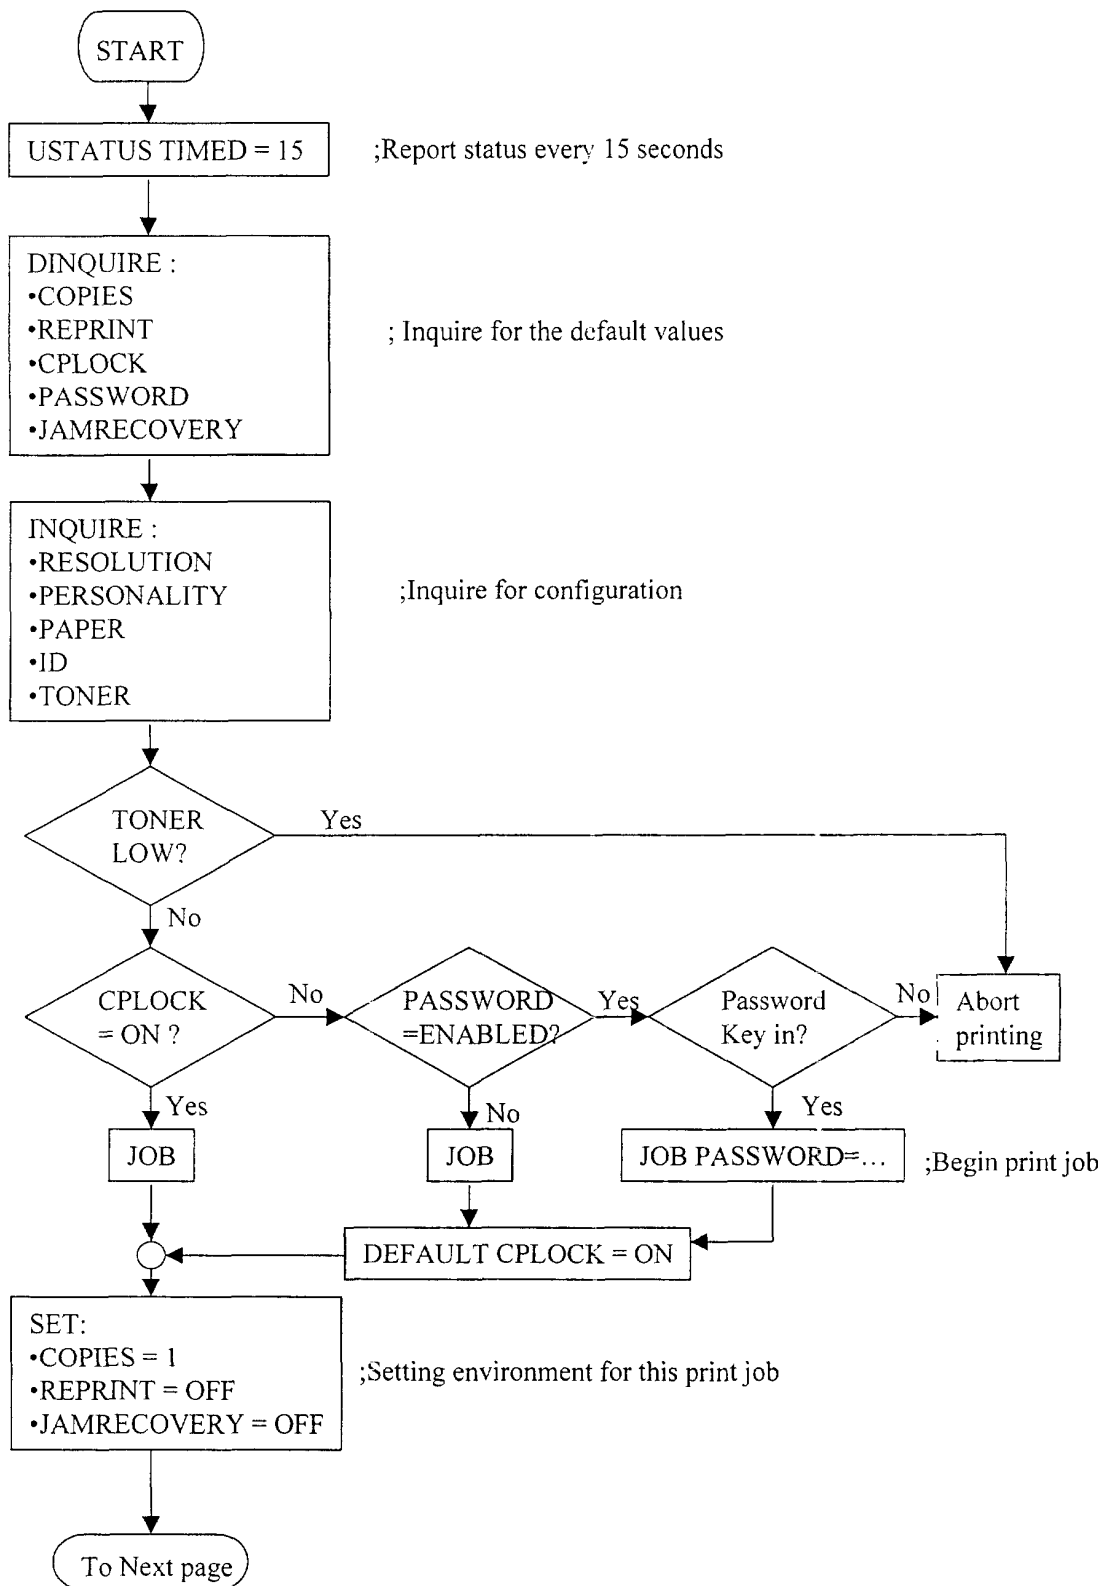 START
USTATUS TIMED = 15
;Report status every 15 seconds
DINQUIRE :
•COPIES
•REPRINT
•CPLOCK
•PASSWORD
•JAMRECOVERY
; Inquire for the default values
INQUIRE :
•RESOLUTION
•PERSONALITY
•PAPER
•ID
•TONER
;Inquire for configuration
TONER
LOW?
Yes
No
CPLOCK
= ON ?
No
PASSWORD
=ENABLED?
Yes
Password
Key in?
No
Abort
printing
Yes
No
Yes
JOB
JOB
JOB PASSWORD=...
;Begin print job
DEFAULT CPLOCK = ON
SET:
•COPIES = 1
•REPRINT = OFF
•JAMRECOVERY = OFF
;Setting environment for this print job
To Next page